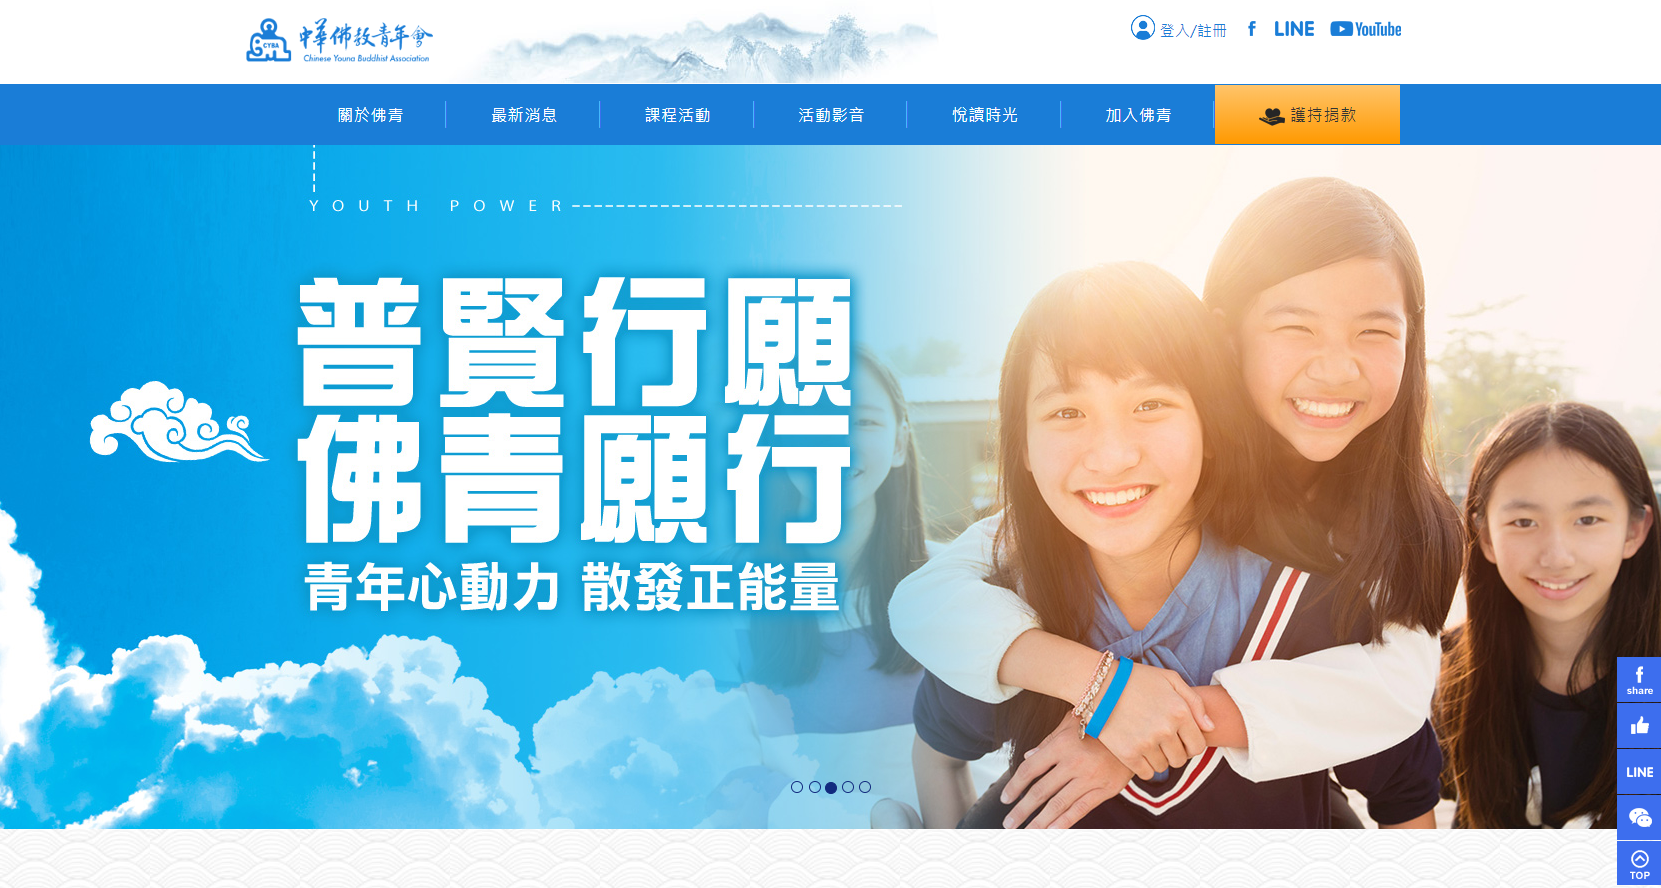 CYBA
中華佛教青年會
Chinese Young Buddhist Association
登入/註冊
f
LINE
YouTube
關於佛青
最新消息
課程活動
活動影音
悅讀時光
加入佛青
護持捐款
YOUTH POWER
普賢行願
佛青願行
青年心動力 散發正能量
f
share
LINE
TOP